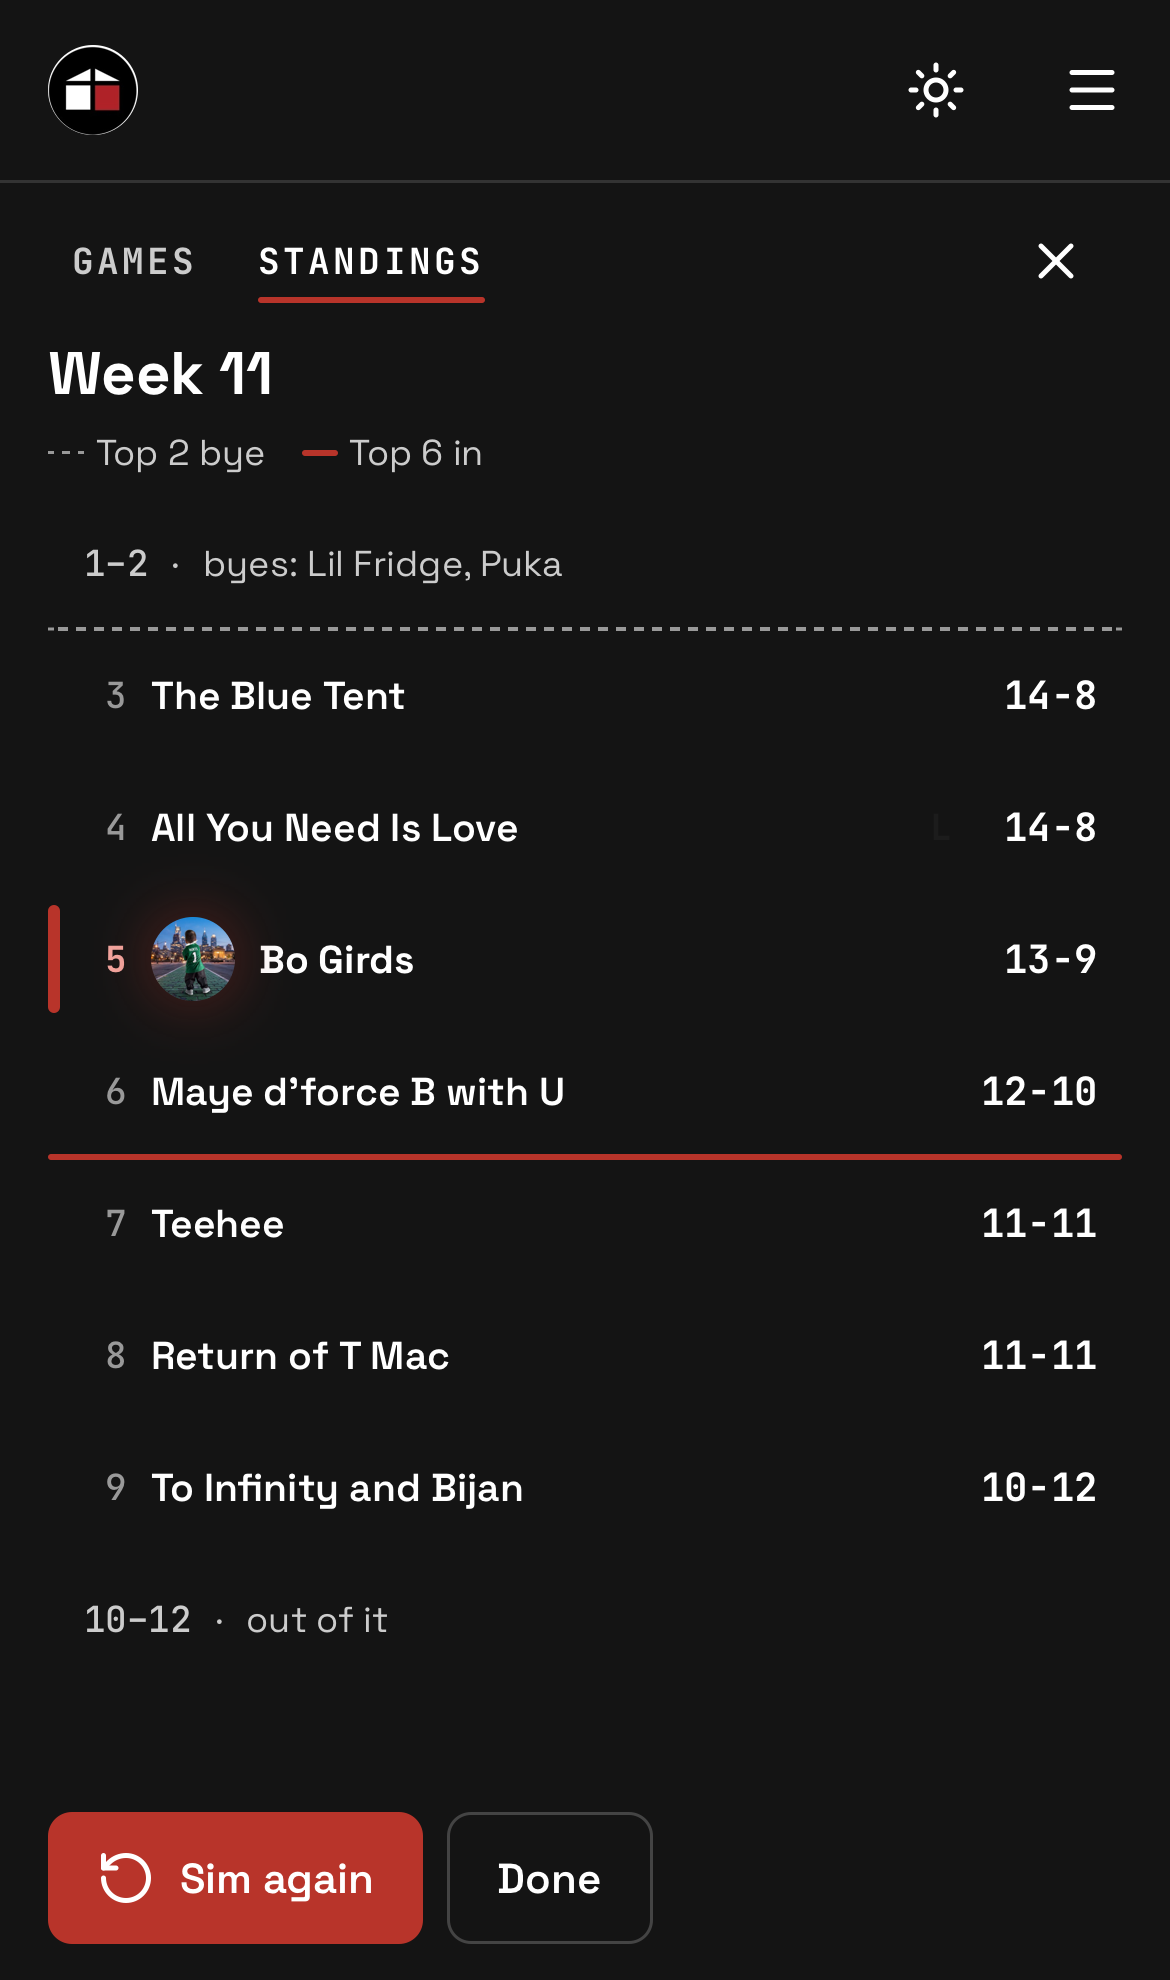 GAMES STANDINGS
Week 11
Top 2 bye Top 6 in
1–2 · byes: Lil Fridge, Puka
3 The Blue Tent 14-8
4 All You Need Is Love L 14-8
5 Bo Girds 13-9
6 Maye d’force B with U 12-10
7 Teehee 11-11
8 Return of T Mac 11-11
9 To Infinity and Bijan 10-12
10–12 · out of it
Sim again Done